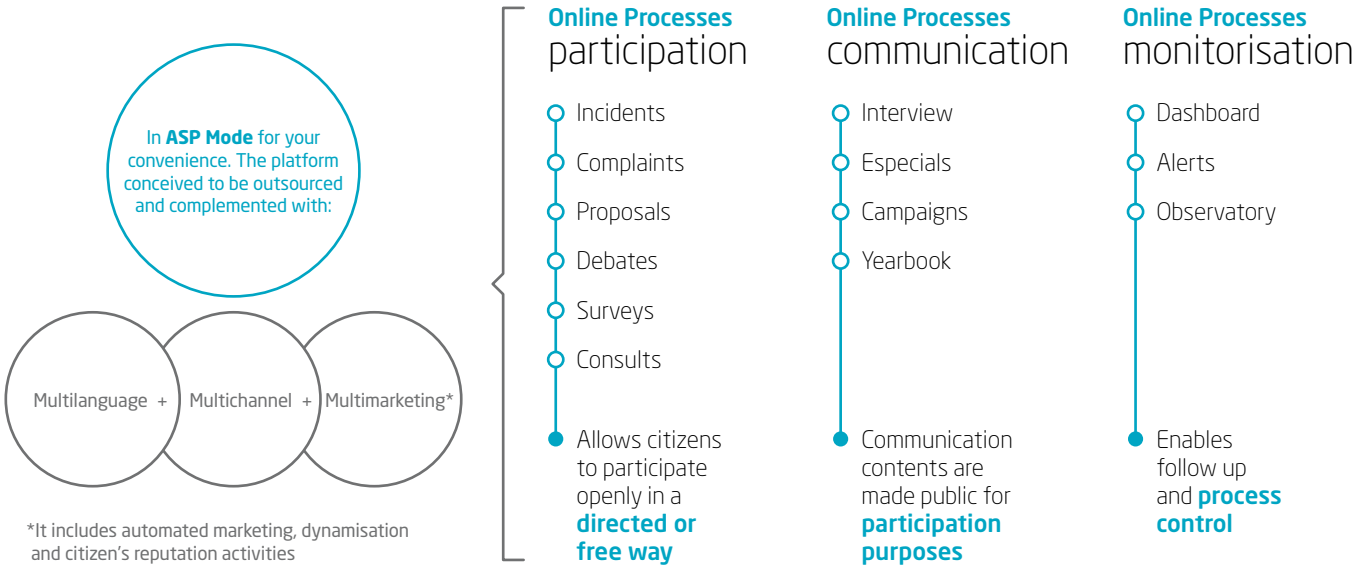 In ASP Mode for your
convenience. The platform
conceived to be outsourced
and complemented with:
Multilanguage +
Multichannel +
Multimarketing*
*It includes automated marketing, dynamisation
and citizen's reputation activities
Online Processes
participation
Incidents
Complaints
Proposals
Debates
Surveys
Consults
Allows citizens
to participate
openly in a
directed or
free way
Online Processes
communication
Interview
Especials
Campaigns
Yearbook
Communication
contents are
made public for
participation
purposes
Online Processes
monitorisation
Dashboard
Alerts
Observatory
Enables
follow up
and process
control